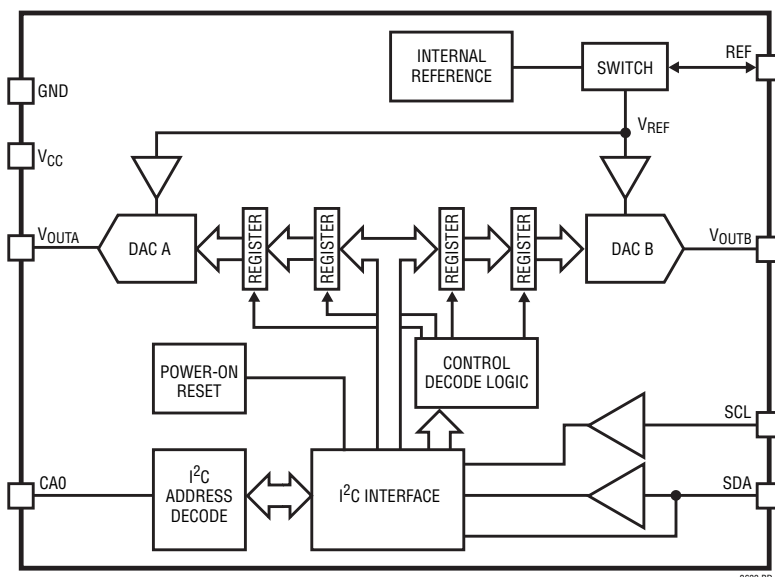 INTERNAL
REFERENCE
SWITCH
REF
GND
VREF
VCC
REGISTER
REGISTER
REGISTER
REGISTER
VOUTA
DAC A
DAC B
VOUTB
POWER-ON
RESET
CONTROL
DECODE LOGIC
SCL
CA0
I²C
ADDRESS
DECODE
I²C INTERFACE
SDA